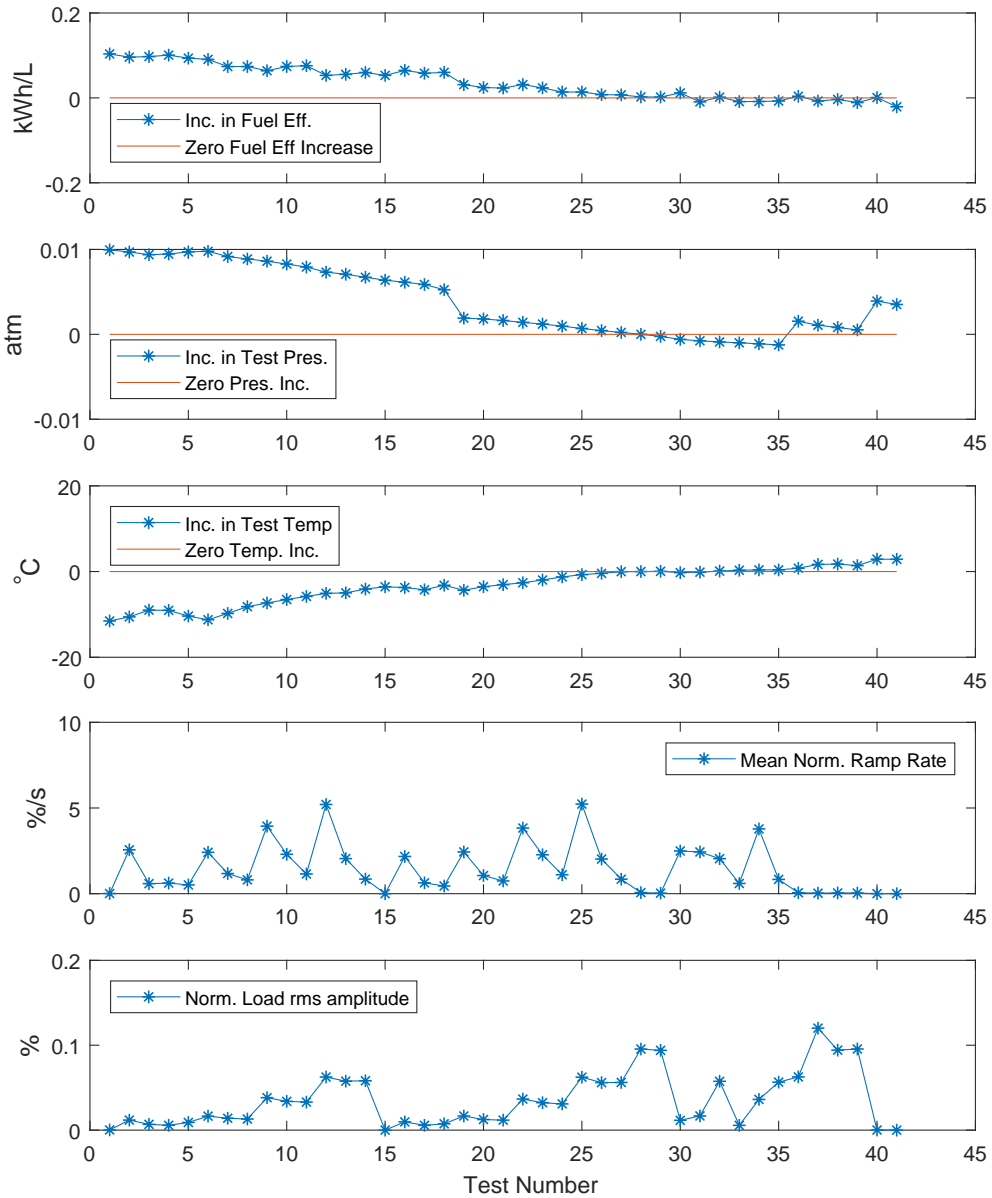 0.2
0
-0.2
kWh/L
Inc. in Fuel Eff.
Zero Fuel Eff Increase
0 5 10 15 20 25 30 35 40 45
0.01
0
-0.01
atm
Inc. in Test Pres.
Zero Pres. Inc.
0 5 10 15 20 25 30 35 40 45
20
0
-20
°C
Inc. in Test Temp
Zero Temp. Inc.
0 5 10 15 20 25 30 35 40 45
10
5
0
%/s
Mean Norm. Ramp Rate
0 5 10 15 20 25 30 35 40 45
0.2
0.1
0
%
Norm. Load rms amplitude
0 5 10 15 20 25 30 35 40 45
Test Number